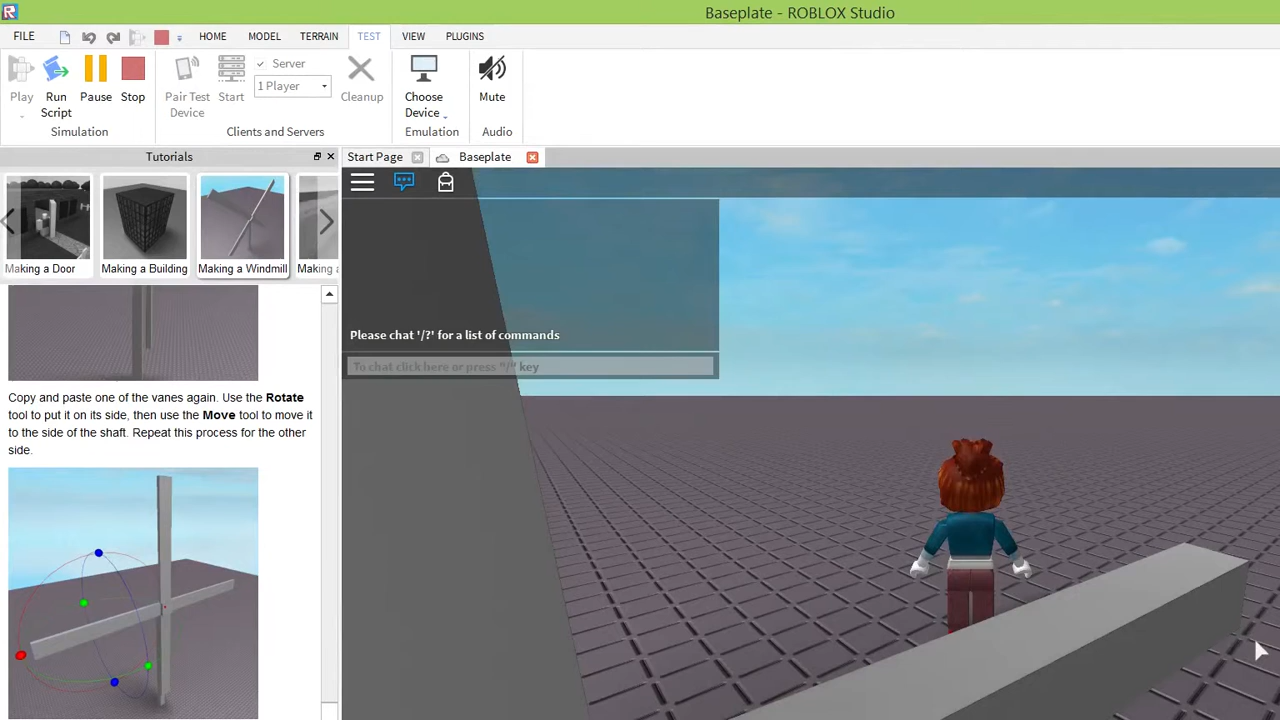 Baseplate - ROBLOX Studio
FILE HOME MODEL TERRAIN TEST VIEW PLUGINS
Play
Run Script
Pause
Stop
Simulation
Pair Test Device
Start
Server
1 Player
Cleanup
Clients and Servers
Choose Device
Emulation
Mute
Audio
Tutorials
Start Page
Baseplate
Making a Door
Making a Building
Making a Windmill
Making a
Please chat '/?' for a list of commands
To chat click here or press "/" key
Copy and paste one of the vanes again. Use the Rotate
tool to put it on its side, then use the Move tool to move it
to the side of the shaft. Repeat this process for the other
side.